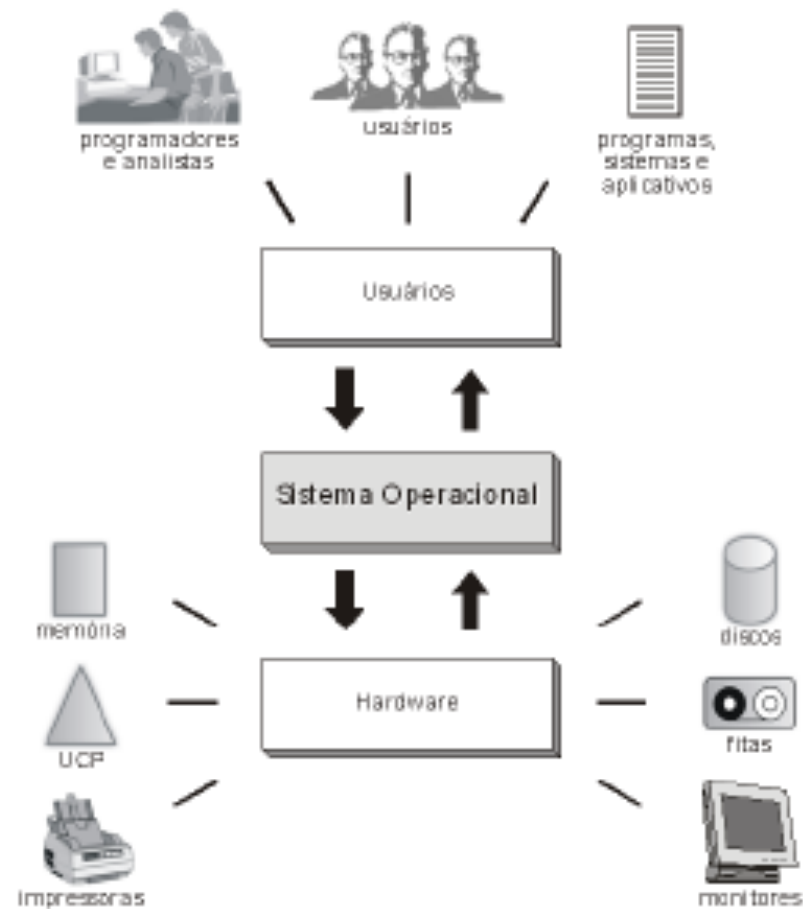 programadores
e analistas
usuários
programas,
sistemas e
aplicativos
Usuários
Sistema Operacional
memória
discos
Hardware
UCP
fitas
impressoras
monitores